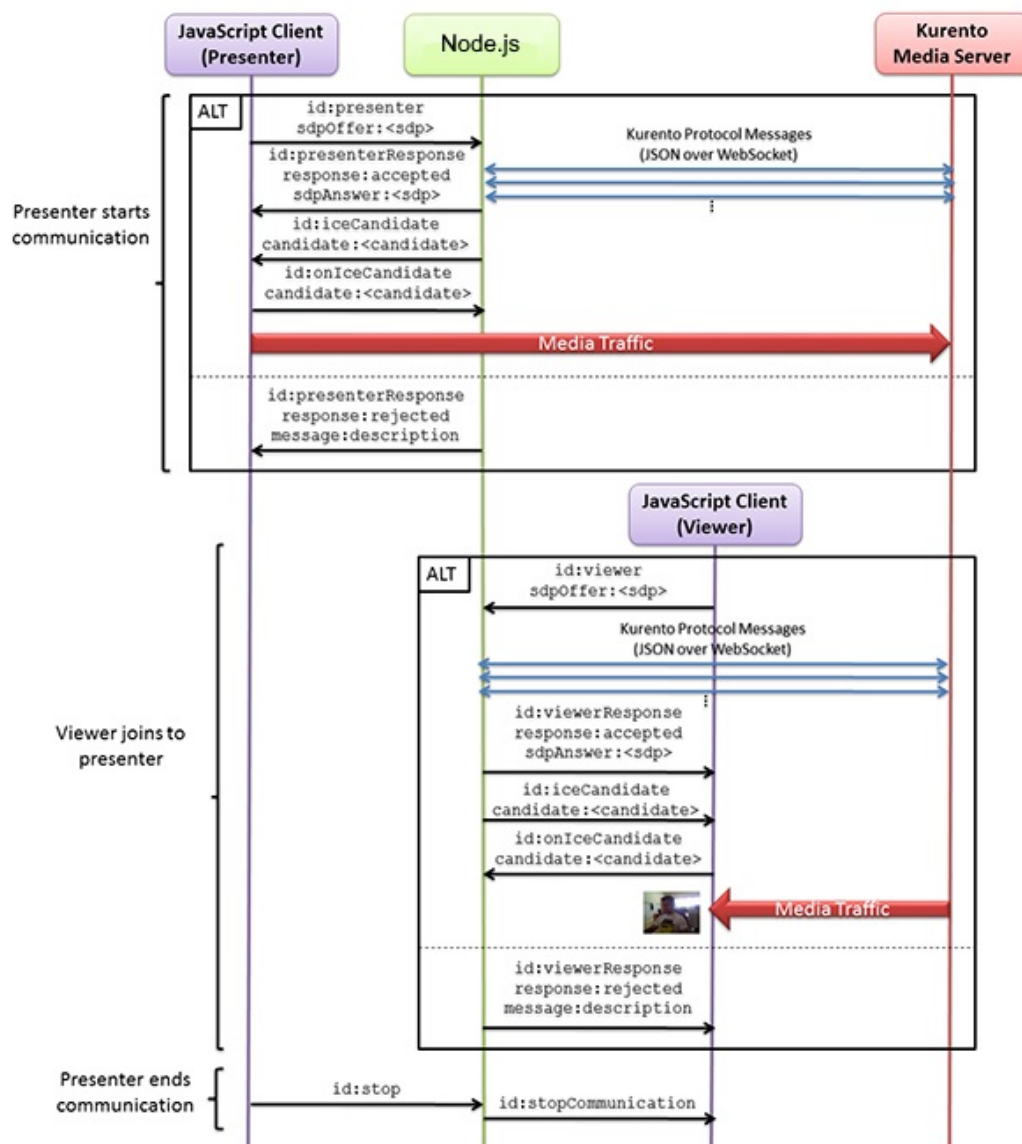 JavaScript Client
(Presenter)
Node.js
Kurento
Media Server
ALT
id:presenter
sdpOffer:<sdp>
Kurento Protocol Messages
(JSON over WebSocket)
id:presenterResponse
response:accepted
sdpAnswer:<sdp>
Presenter starts
communication
id:iceCandidate
candidate:<candidate>
id:onIceCandidate
candidate:<candidate>
Media Traffic
id:presenterResponse
response:rejected
message:description
JavaScript Client
(Viewer)
ALT
id:viewer
sdpOffer:<sdp>
Kurento Protocol Messages
(JSON over WebSocket)
id:viewerResponse
response:accepted
sdpAnswer:<sdp>
Viewer joins to
presenter
id:iceCandidate
candidate:<candidate>
id:onIceCandidate
candidate:<candidate>
Media Traffic
id:viewerResponse
response:rejected
message:description
Presenter ends
communication
id:stop
id:stopCommunication